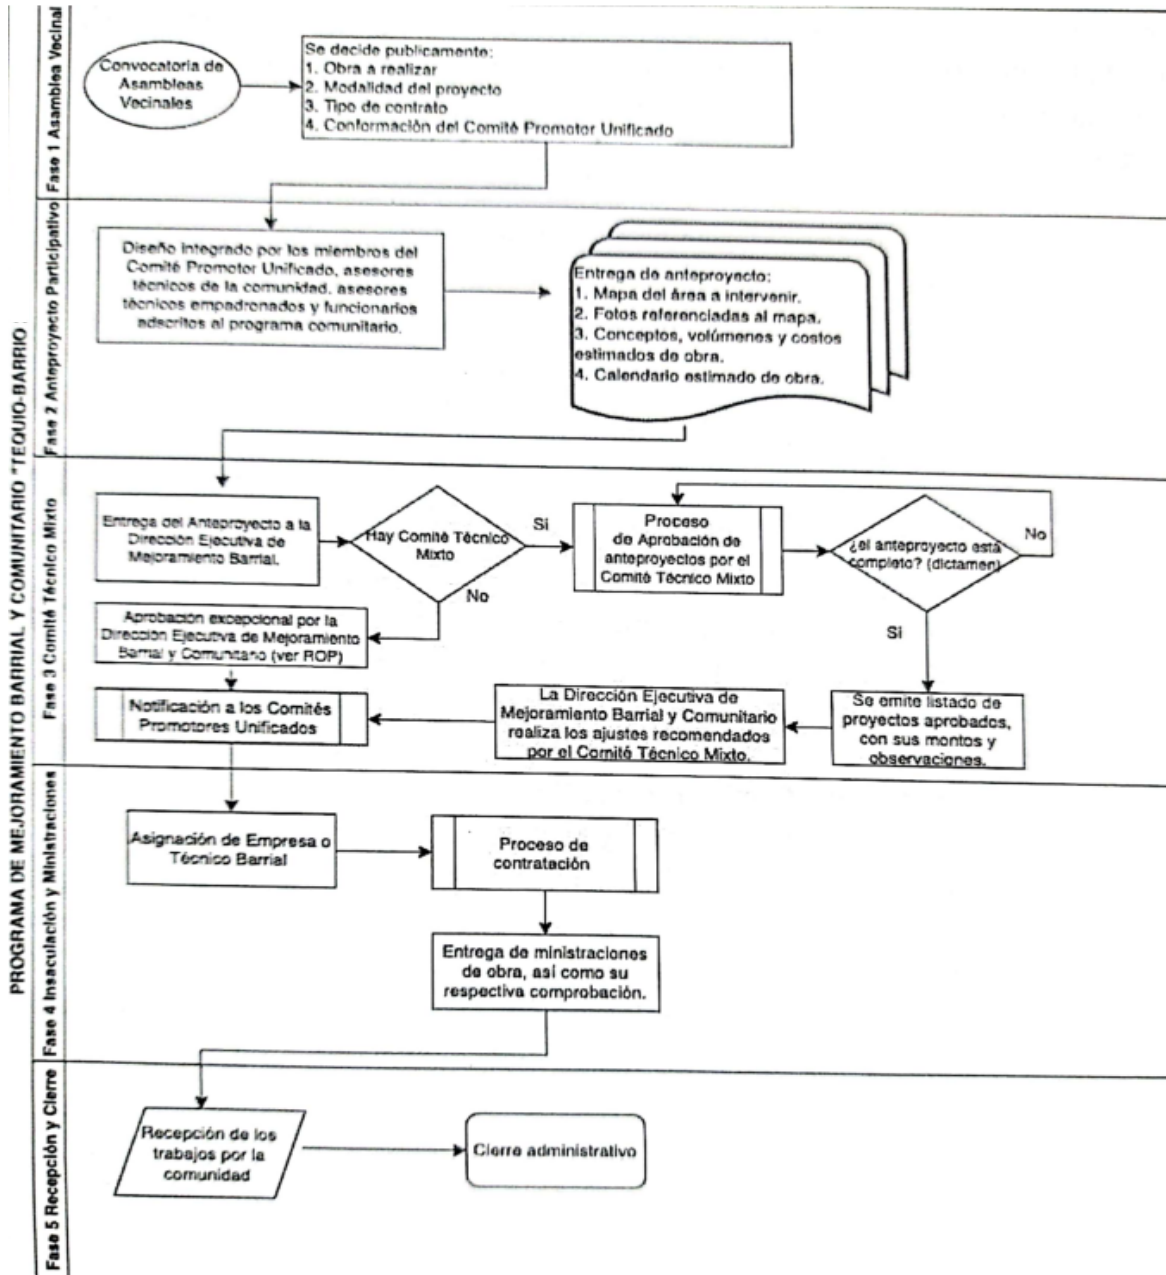 PROGRAMA DE MEJORAMIENTO BARRIAL Y COMUNITARIO "TEQUIO-BARRIO"
Fase 1 Asamblea Vecinal
Convocatoria de
Asambleas
Vecinales
Se decide publicamente:
1. Obra a realizar
2. Modalidad del proyecto
3. Tipo de contrato
4. Conformación del Comité Promotor Unificado
Fase 2 Anteproyecto Participativo
Diseño integrado por los miembros del
Comité Promotor Unificado, asesores
técnicos de la comunidad, asesores
técnicos empadronados y funcionarios
adscritos al programa comunitario.
Entrega de anteproyecto:
1. Mapa del área a intervenir.
2. Fotos referenciadas al mapa.
3. Conceptos, volúmenes y costos
estimados de obra.
4. Calendario estimado de obra.
Fase 3 Comité Técnico Mixto
Entrega del Anteproyecto a la
Dirección Ejecutiva de
Mejoramiento Barrial.
Hay Comité Técnico
Mixto
Si
No
Proceso
de Aprobación de
anteproyectos por el
Comité Técnico Mixto
¿el anteproyecto está
completo? (dictamen)
No
Si
Aprobación excepcional por la
Dirección Ejecutiva de Mejoramiento
Barrial y Comunitario (ver ROP)
Notificación a los Comités
Promotores Unificados
La Dirección Ejecutiva de
Mejoramiento Barrial y Comunitario
realiza los ajustes recomendados
por el Comité Técnico Mixto.
Se emite listado de
proyectos aprobados,
con sus montos y
observaciones.
Fase 4 Insaculación y Ministraciones
Asignación de Empresa o
Técnico Barrial
Proceso de
contratación
Entrega de ministraciones
de obra, así como su
respectiva comprobación.
Fase 5 Recepción y Cierre
Recepción de los
trabajos por la
comunidad
Cierre administrativo